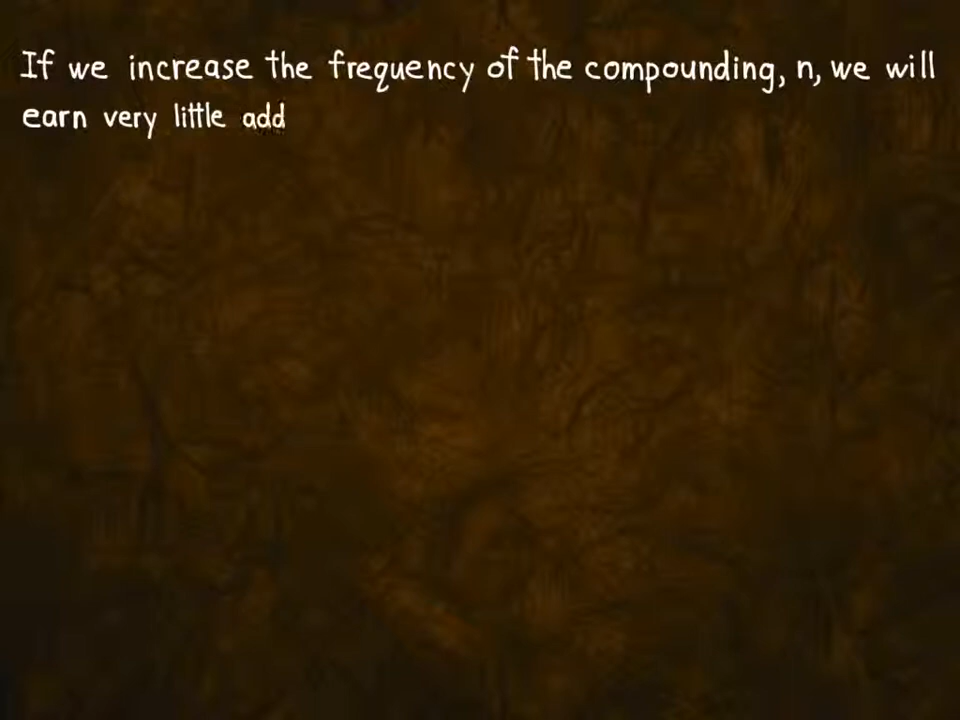 If we increase the frequency of the compounding, n, we will
earn very little add